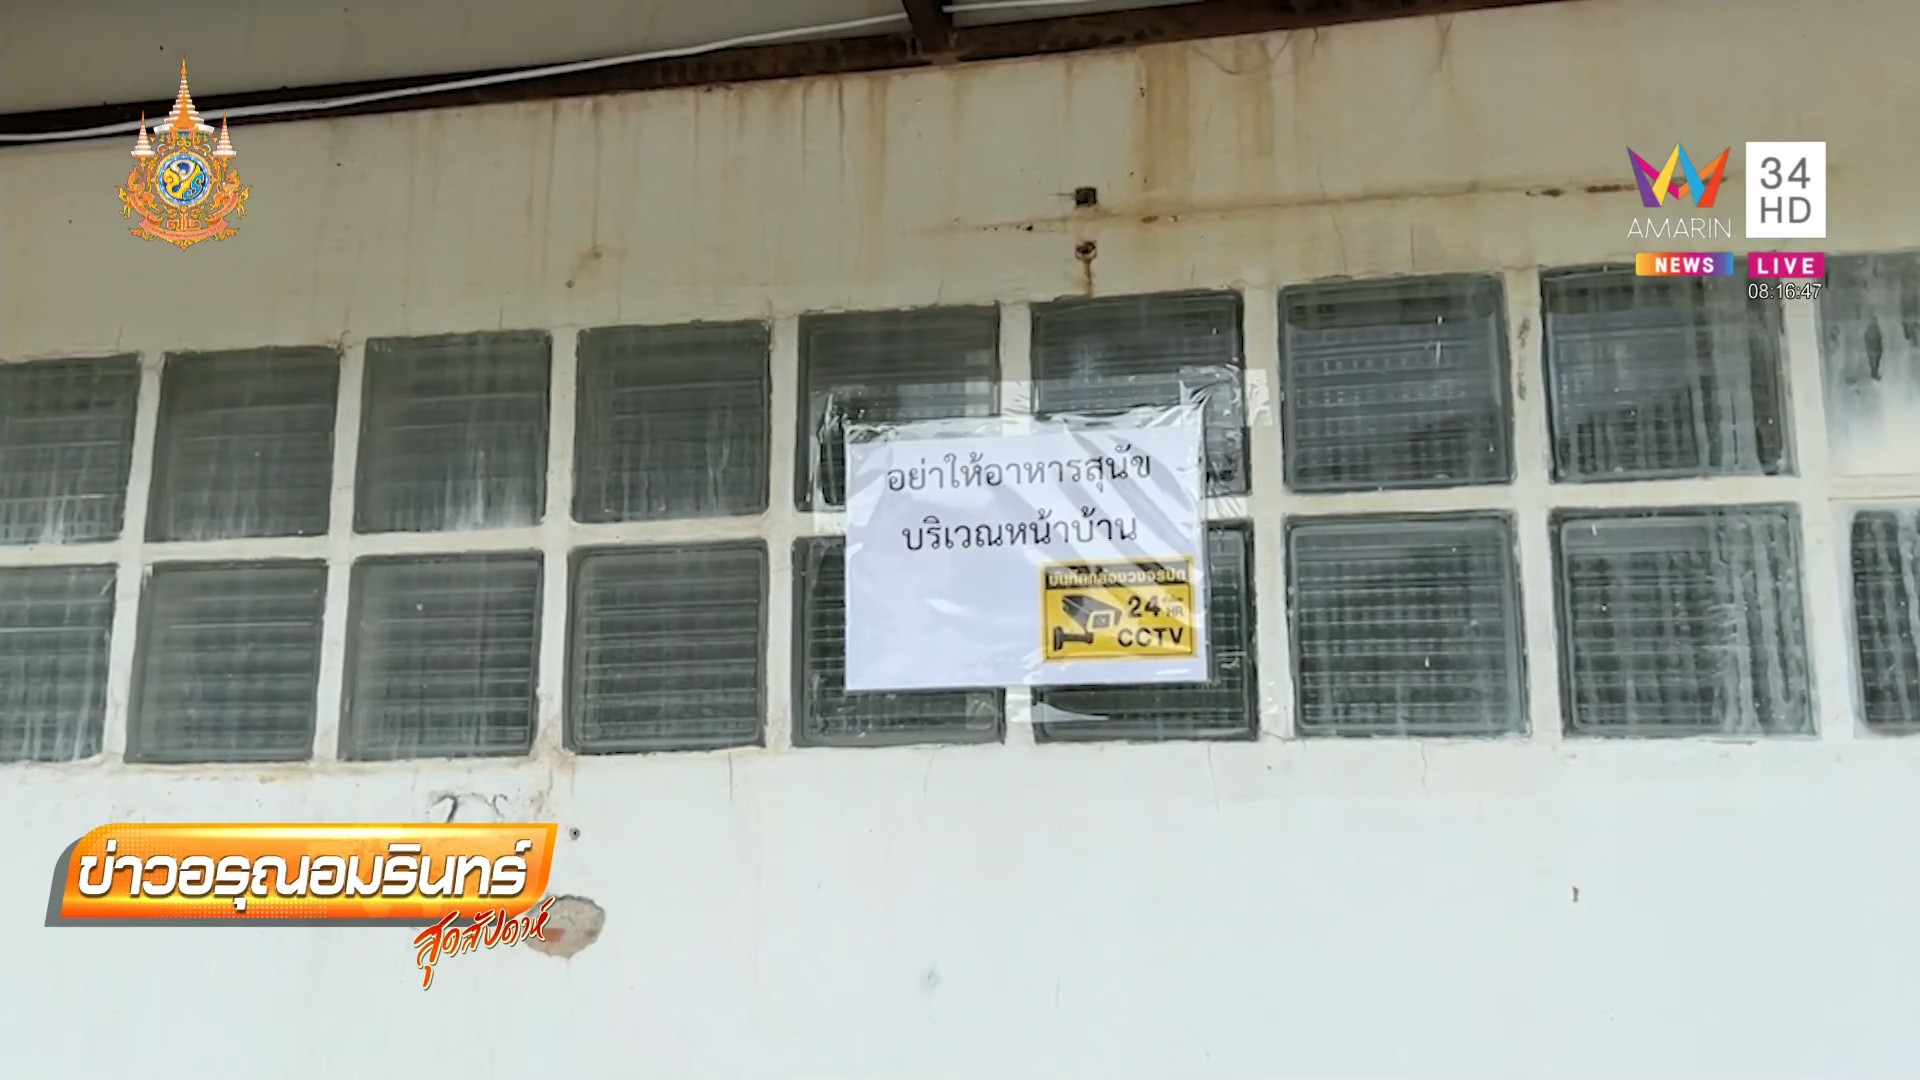 AMARIN
34
HD
NEWS
LIVE
08:16:47
อย่าให้อาหารสุนัข
บริเวณหน้าบ้าน
บันทึกกล้องวงจรปิด
24
HR
CCTV
ข่าวอรุณอมรินทร์
สุดสัปดาห์